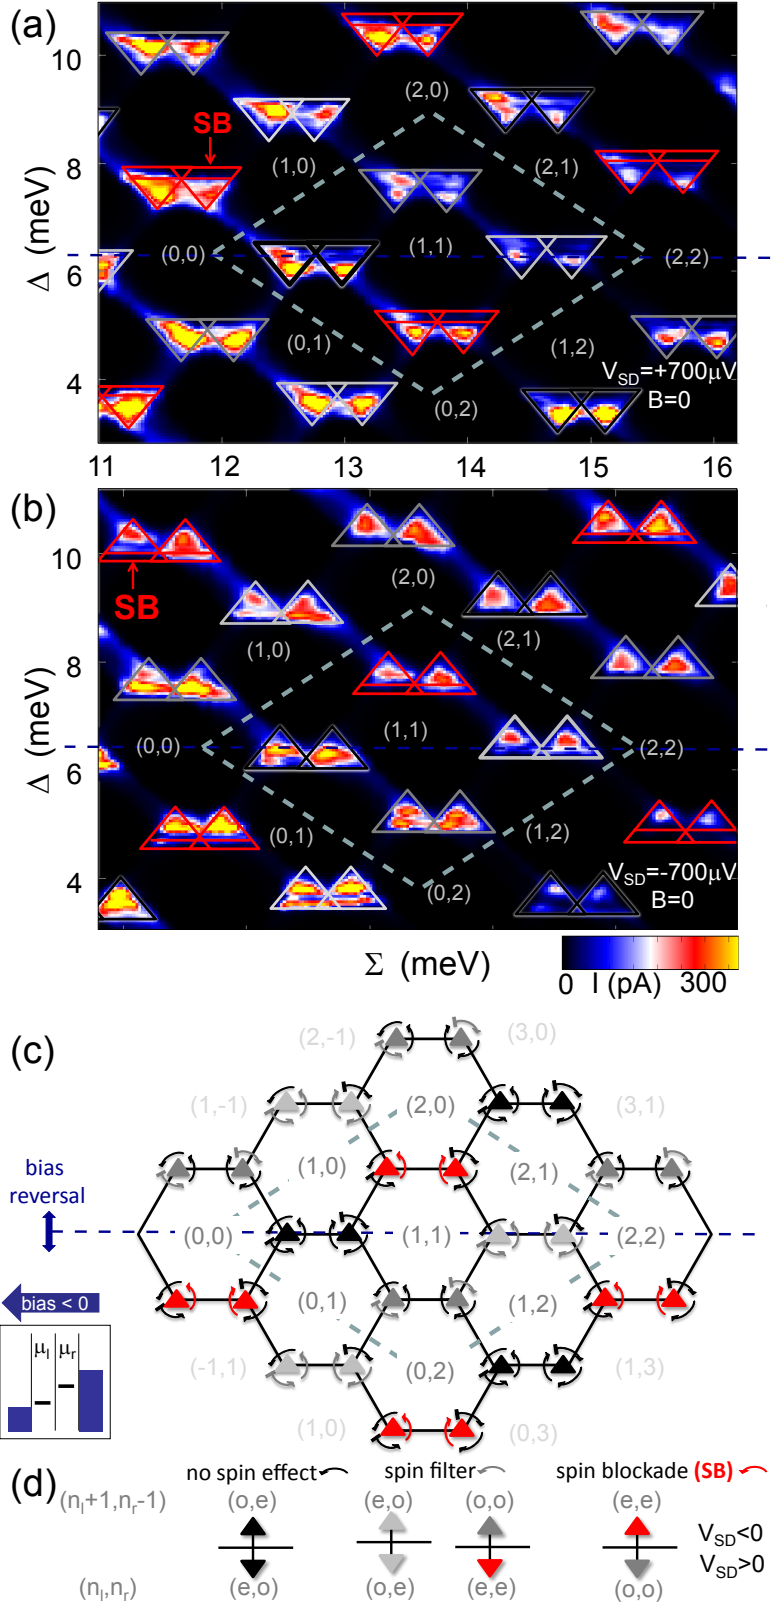 (a)
10
8
6
4
Δ (meV)
SB
(2,0)
(1,0)
(2,1)
(0,0)
(1,1)
(2,2)
(0,1)
(1,2)
(0,2)
V_SD=+700μV
B=0
11 12 13 14 15 16
(b)
10
8
6
4
Δ (meV)
SB
(2,0)
(1,0)
(2,1)
(0,0)
(1,1)
(2,2)
(0,1)
(1,2)
(0,2)
V_SD=-700μV
B=0
Σ (meV)
0 I (pA) 300
(c)
(2,-1) (3,0)
(1,-1) (2,0) (3,1)
(1,0) (2,1)
bias
reversal
(0,0) (1,1) (2,2)
(0,1) (1,2)
bias < 0
μ_l μ_r
(-1,1) (0,2) (1,3)
(1,0) (0,3)
(d)
no spin effect spin filter spin blockade (SB)
(n_l+1,n_r-1) (o,e) (e,o) (o,o) (e,e)
V_SD<0
V_SD>0
(n_l,n_r) (e,o) (o,e) (e,e) (o,o)